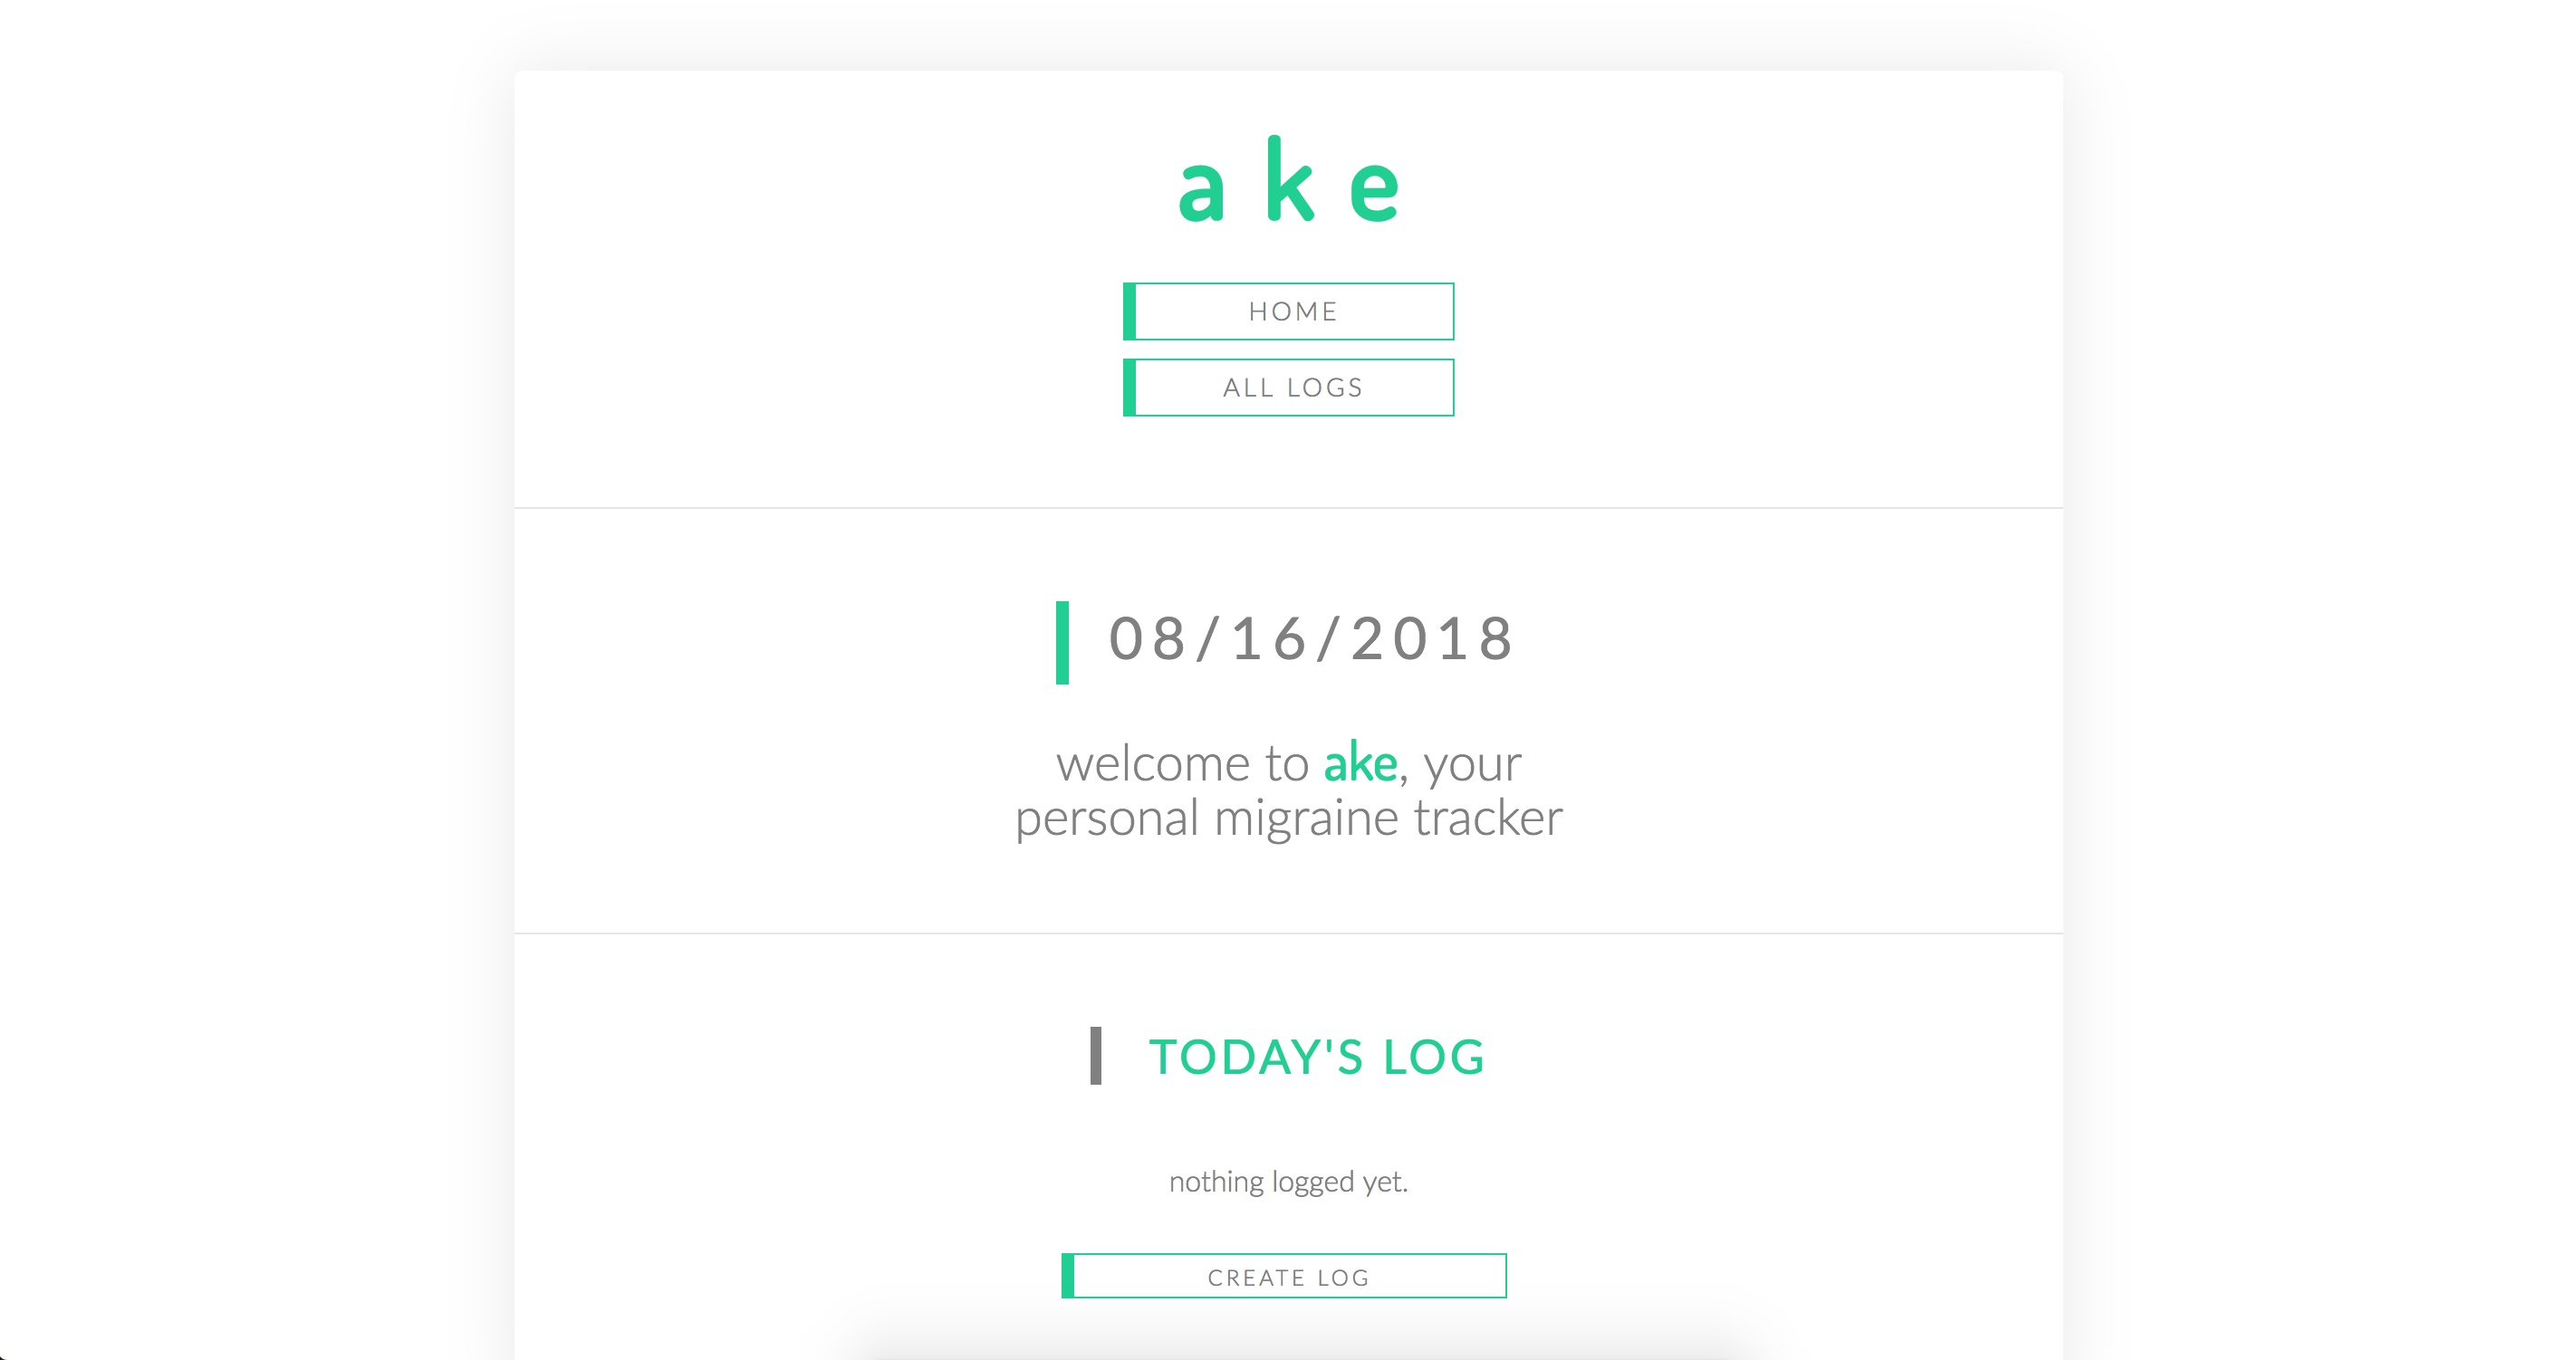 ake
HOME
ALL LOGS
08/16/2018
welcome to ake, your
personal migraine tracker
TODAY'S LOG
nothing logged yet.
CREATE LOG